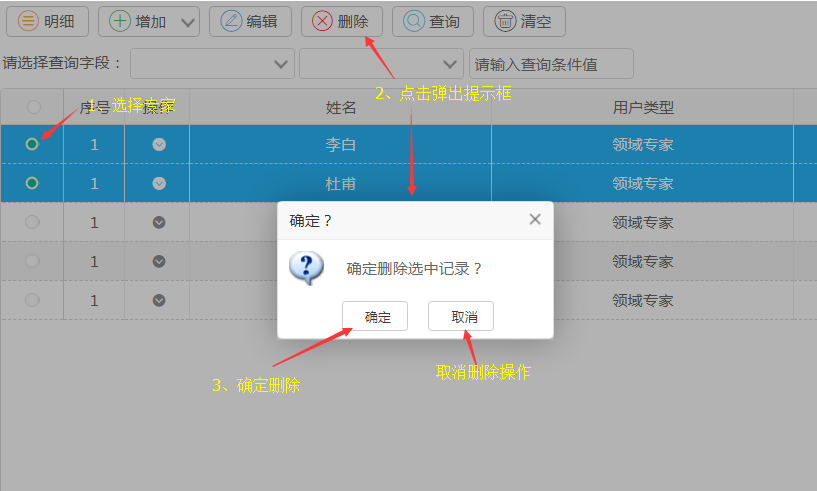 明细 增加 编辑 删除 查询 清空
请选择查询字段： 请输入查询条件值
2、点击弹出提示框
1、选择专家
序号 操作 姓名 用户类型
1 李白 领域专家
1 杜甫 领域专家
1 领域专家
1 领域专家
1 领域专家
确定？
确定删除选中记录？
确定 取消
取消删除操作
3、确定删除